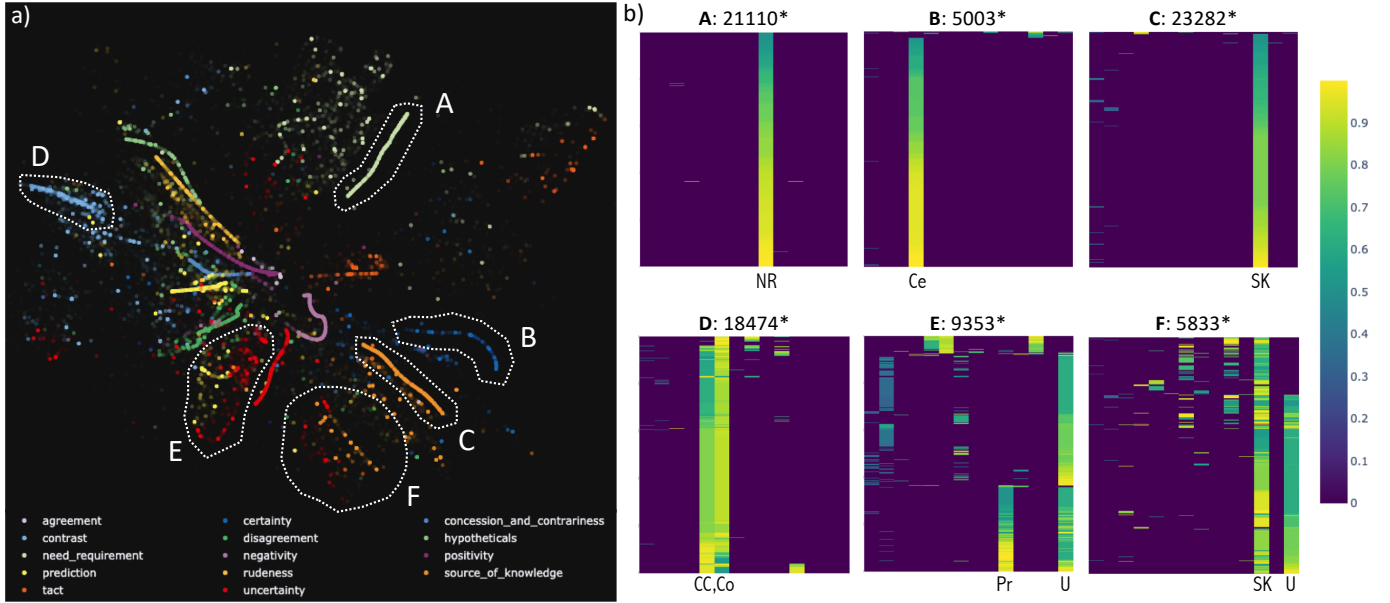 a)
A
D
B
C
E
F
agreement certainty concession_and_contrariness
contrast disagreement hypotheticals
need_requirement negativity positivity
prediction rudeness source_of_knowledge
tact uncertainty
b)
A: 21110* B: 5003* C: 23282*
NR Ce SK
D: 18474* E: 9353* F: 5833*
CC,Co Pr U SK U
0.9
0.8
0.7
0.6
0.5
0.4
0.3
0.2
0.1
0